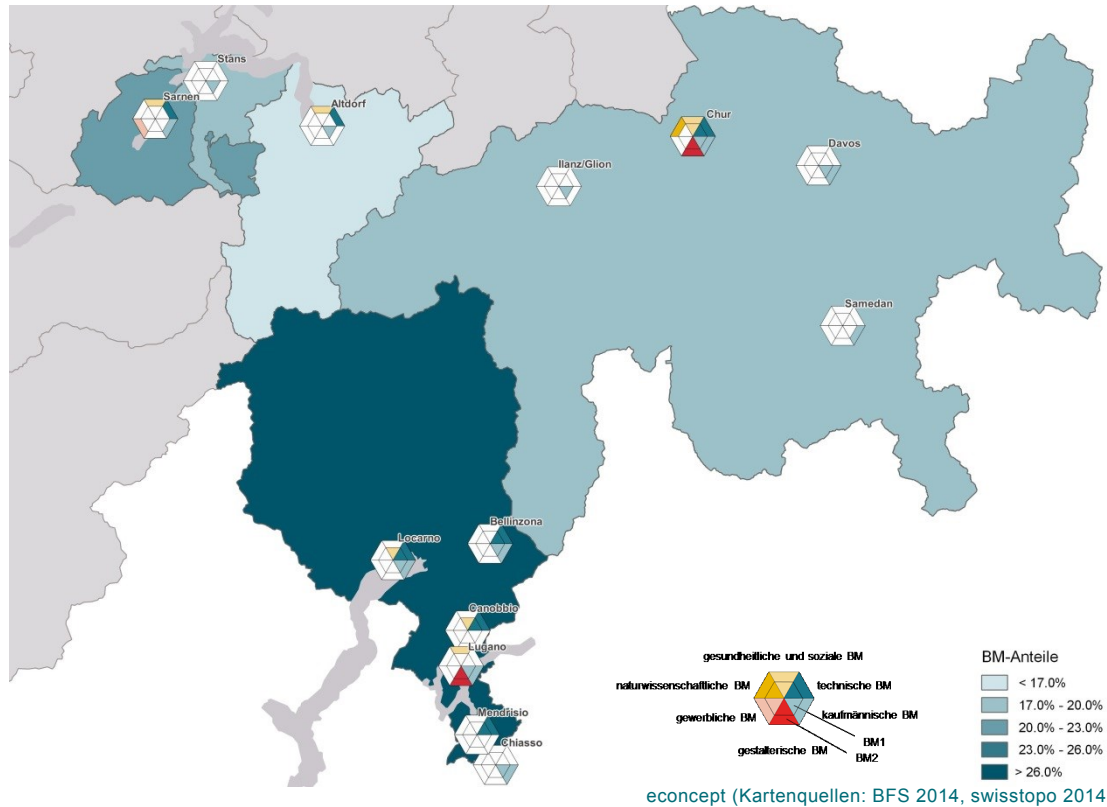 Stans
Sarnen
Altdorf
Chur
Davos
Ilanz/Glion
Samedan
Bellinzona
Locarno
Canobbio
Lugano
Mendrisio
Chiasso
gesundheitliche und soziale BM
naturwissenschaftliche BM
technische BM
gewerbliche BM
kaufmännische BM
gestalterische BM
BM1
BM2
BM-Anteile
< 17.0%
17.0% - 20.0%
20.0% - 23.0%
23.0% - 26.0%
> 26.0%
econcept (Kartenquellen: BFS 2014, swisstopo 2014